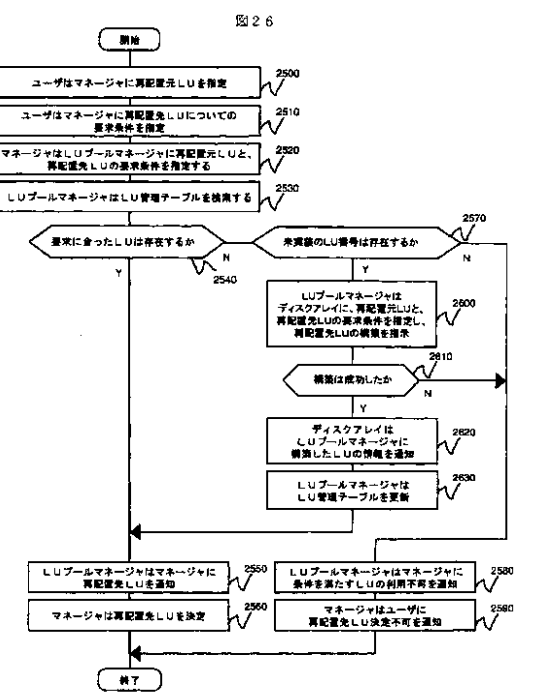 図26
開始
ユーザはマネージャに再配置元LUを指定
2500
ユーザはマネージャに再配置先LUについての
要求条件を指定
2510
マネージャはLUプールマネージャに再配置元LUと、
再配置先LUの要求条件を指定する
2520
LUプールマネージャはLU管理テーブルを検索する
2530
要求に合ったLUは存在するか
N
Y
2540
未実装のLU番号は存在するか
2570
N
Y
LUプールマネージャは
ディスクアレイに、再配置元LUと、
再配置先LUの要求条件を指定し、
再配置先LUの構築を指示
2600
構築は成功したか
2610
N
Y
ディスクアレイは
LUプールマネージャに
構築したLUの情報を通知
2620
LUプールマネージャは
LU管理テーブルを更新
2630
LUプールマネージャはマネージャに
再配置先LUを通知
2550
LUプールマネージャはマネージャに
条件を満たすLUの利用不可を通知
2580
マネージャは再配置先LUを決定
2560
マネージャはユーザに
再配置先LU決定不可を通知
2590
終了